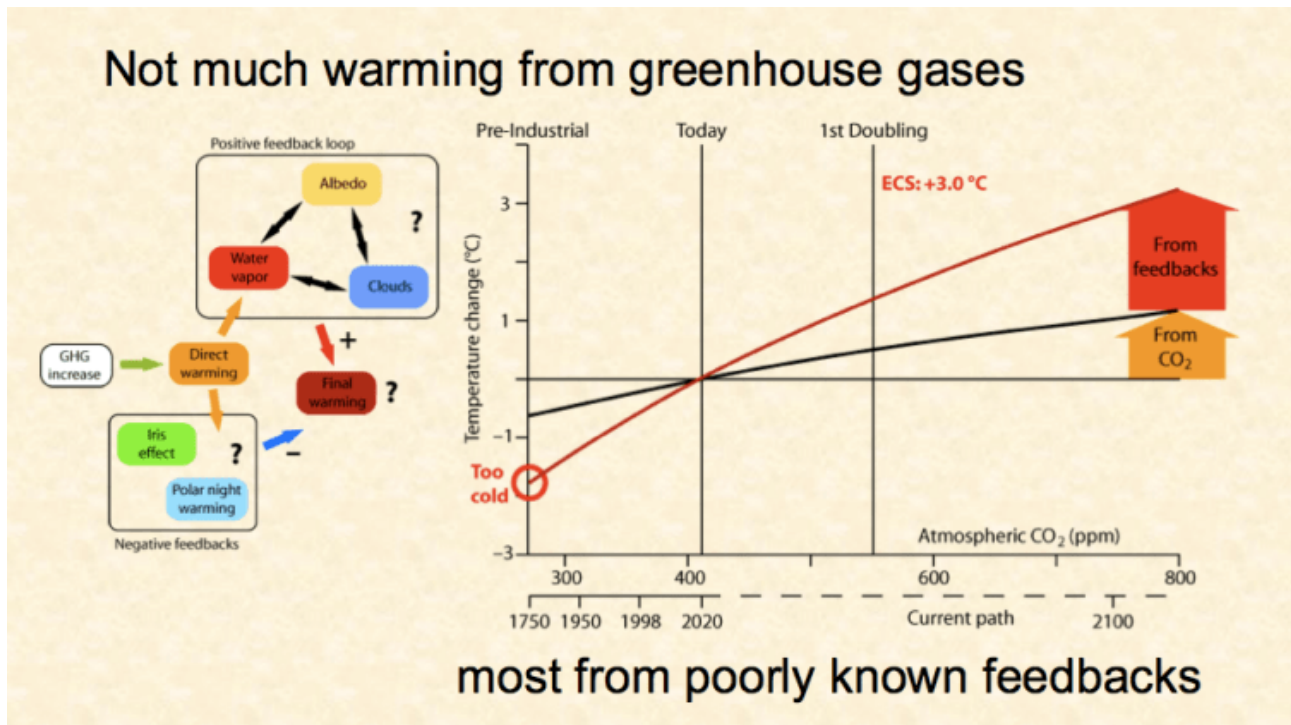 Not much warming from greenhouse gases
Positive feedback loop
Albedo
?
Water
vapor
Clouds
GHG
increase
Direct
warming
+
Final
warming
?
Iris
effect
?
–
Polar night
warming
Negative feedbacks
Pre-Industrial
Today
1st Doubling
ECS: +3.0 °C
3
1
–1
–3
Temperature change (°C)
Too
cold
From
feedbacks
From
CO₂
Atmospheric CO₂ (ppm)
300 400 600 800
1750 1950 1998 2020 Current path 2100
most from poorly known feedbacks